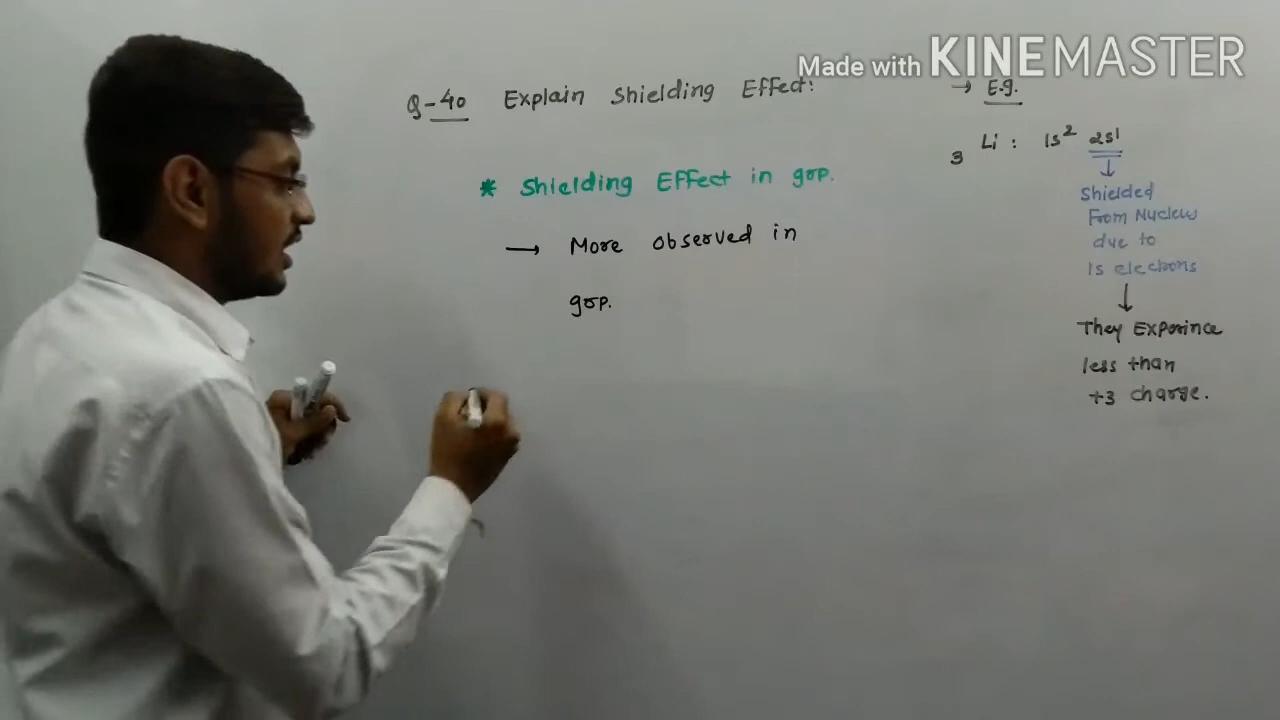 Made with KINEMASTER
Q-40 Explain Shielding Effect:
* Shielding Effect in grp.
→ More observed in
grp.
→ E.g.
3 Li : 1s² 2s¹
↓
Shielded
From Nucleus
due to
1s electrons
↓
They Experince
less than
+3 charge.